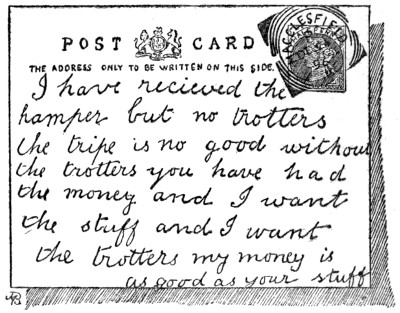 POST CARD
THE ADDRESS ONLY TO BE WRITTEN ON THIS SIDE.
I have recieved the
hamper but no trotters
the tripe is no good without
the trotters you have had
the money and I want
the stuff and I want
the trotters my money is
as good as your stuff